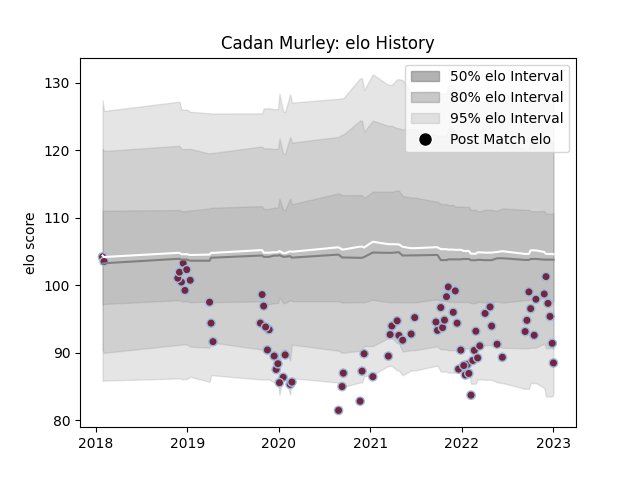 Cadan Murley: elo History
50% elo Interval
80% elo Interval
95% elo Interval
Post Match elo
elo score
130
120
110
100
90
80
2018 2019 2020 2021 2022 2023